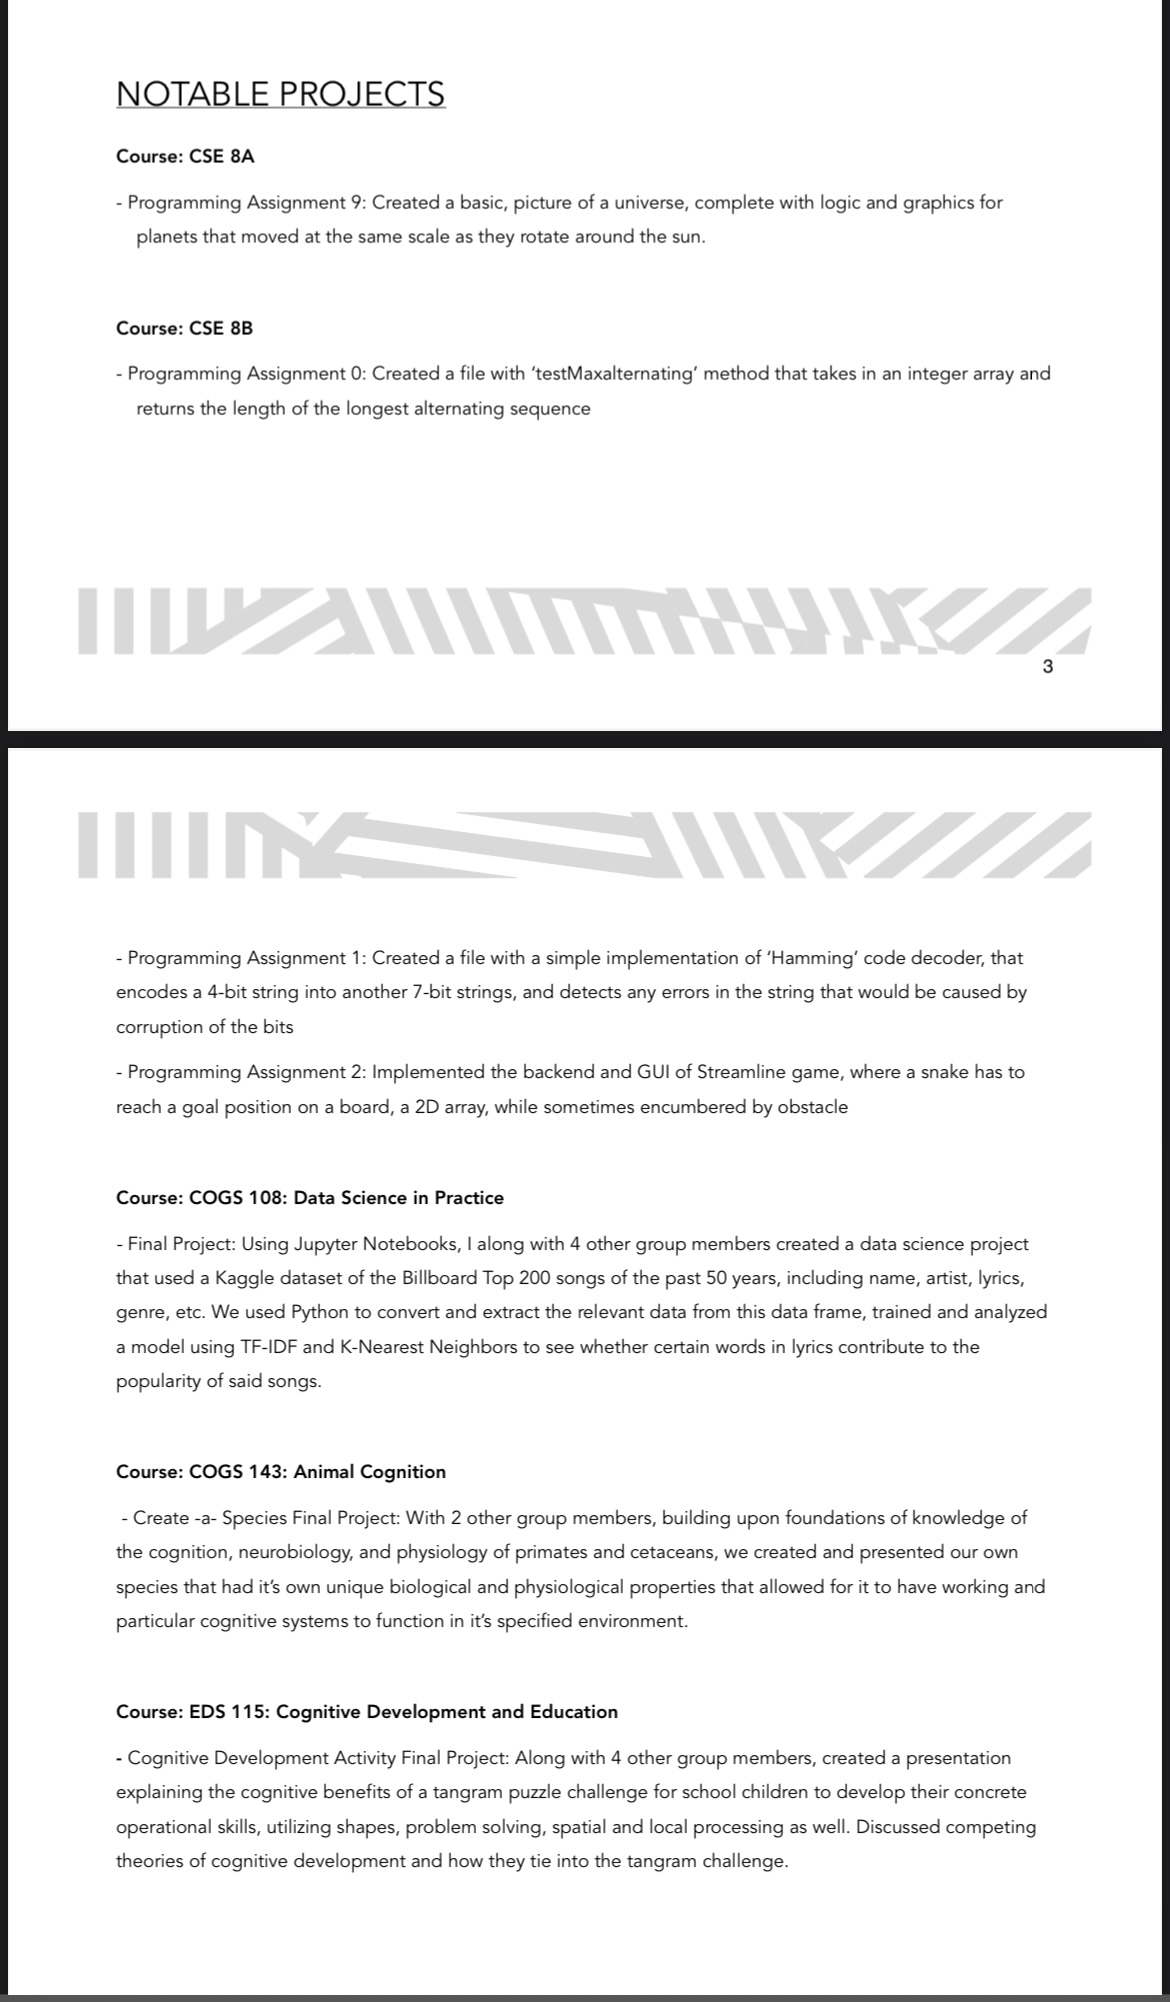 NOTABLE PROJECTS
Course: CSE 8A
- Programming Assignment 9: Created a basic, picture of a universe, complete with logic and graphics for
planets that moved at the same scale as they rotate around the sun.
Course: CSE 8B
- Programming Assignment 0: Created a file with ‘testMaxalternating’ method that takes in an integer array and
returns the length of the longest alternating sequence
3
- Programming Assignment 1: Created a file with a simple implementation of ‘Hamming’ code decoder, that
encodes a 4-bit string into another 7-bit strings, and detects any errors in the string that would be caused by
corruption of the bits
- Programming Assignment 2: Implemented the backend and GUI of Streamline game, where a snake has to
reach a goal position on a board, a 2D array, while sometimes encumbered by obstacle
Course: COGS 108: Data Science in Practice
- Final Project: Using Jupyter Notebooks, I along with 4 other group members created a data science project
that used a Kaggle dataset of the Billboard Top 200 songs of the past 50 years, including name, artist, lyrics,
genre, etc. We used Python to convert and extract the relevant data from this data frame, trained and analyzed
a model using TF-IDF and K-Nearest Neighbors to see whether certain words in lyrics contribute to the
popularity of said songs.
Course: COGS 143: Animal Cognition
- Create -a- Species Final Project: With 2 other group members, building upon foundations of knowledge of
the cognition, neurobiology, and physiology of primates and cetaceans, we created and presented our own
species that had it’s own unique biological and physiological properties that allowed for it to have working and
particular cognitive systems to function in it’s specified environment.
Course: EDS 115: Cognitive Development and Education
- Cognitive Development Activity Final Project: Along with 4 other group members, created a presentation
explaining the cognitive benefits of a tangram puzzle challenge for school children to develop their concrete
operational skills, utilizing shapes, problem solving, spatial and local processing as well. Discussed competing
theories of cognitive development and how they tie into the tangram challenge.